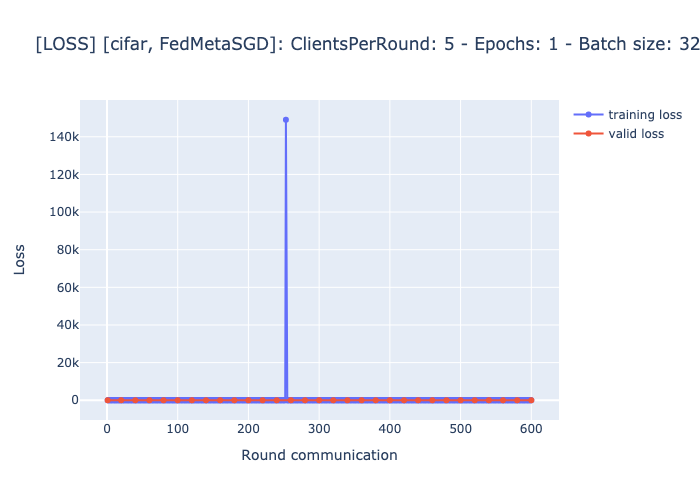 [LOSS] [cifar, FedMetaSGD]: ClientsPerRound: 5 - Epochs: 1 - Batch size: 32
training loss
valid loss
140k
120k
100k
80k
60k
40k
20k
0
Loss
0 100 200 300 400 500 600
Round communication